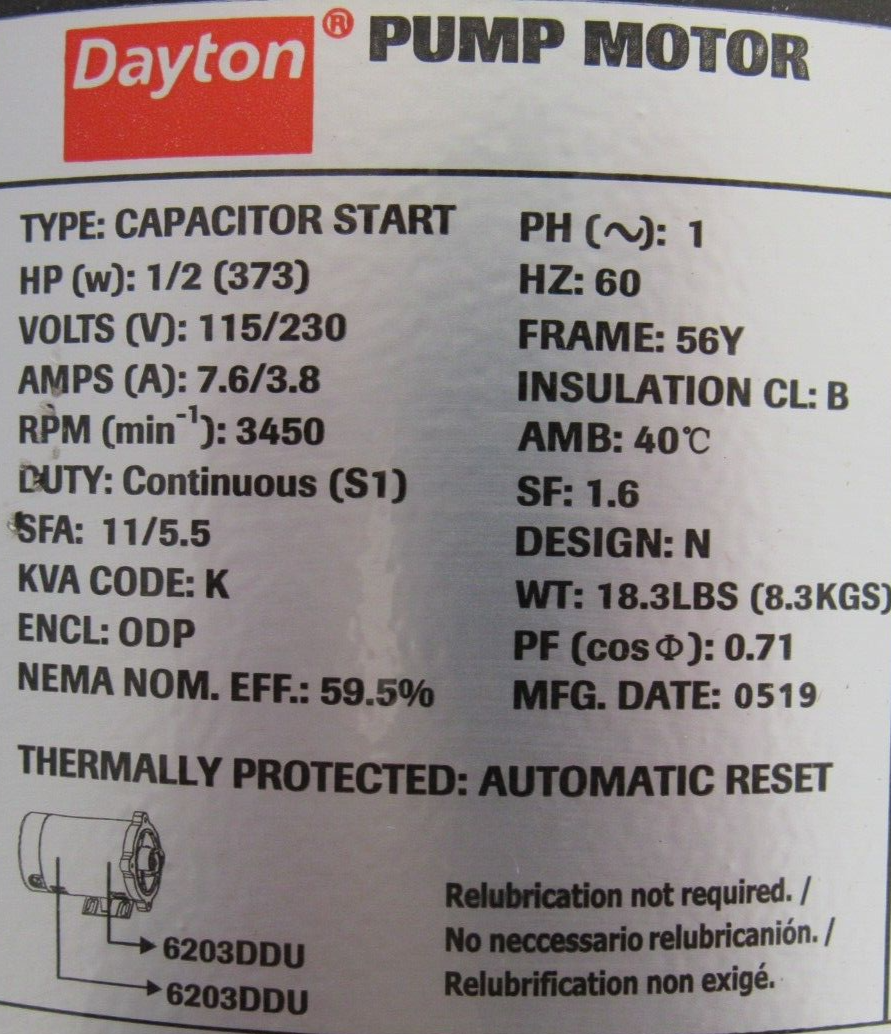 Dayton® PUMP MOTOR
TYPE: CAPACITOR START
HP (w): 1/2 (373)
VOLTS (V): 115/230
AMPS (A): 7.6/3.8
RPM (min⁻¹): 3450
DUTY: Continuous (S1)
SFA: 11/5.5
KVA CODE: K
ENCL: ODP
NEMA NOM. EFF.: 59.5%
PH (∿): 1
HZ: 60
FRAME: 56Y
INSULATION CL: B
AMB: 40℃
SF: 1.6
DESIGN: N
WT: 18.3LBS (8.3KGS)
PF (cosΦ): 0.71
MFG. DATE: 0519
THERMALLY PROTECTED: AUTOMATIC RESET
6203DDU
6203DDU
Relubrication not required. /
No neccessario relubricanión. /
Relubrification non exigé.